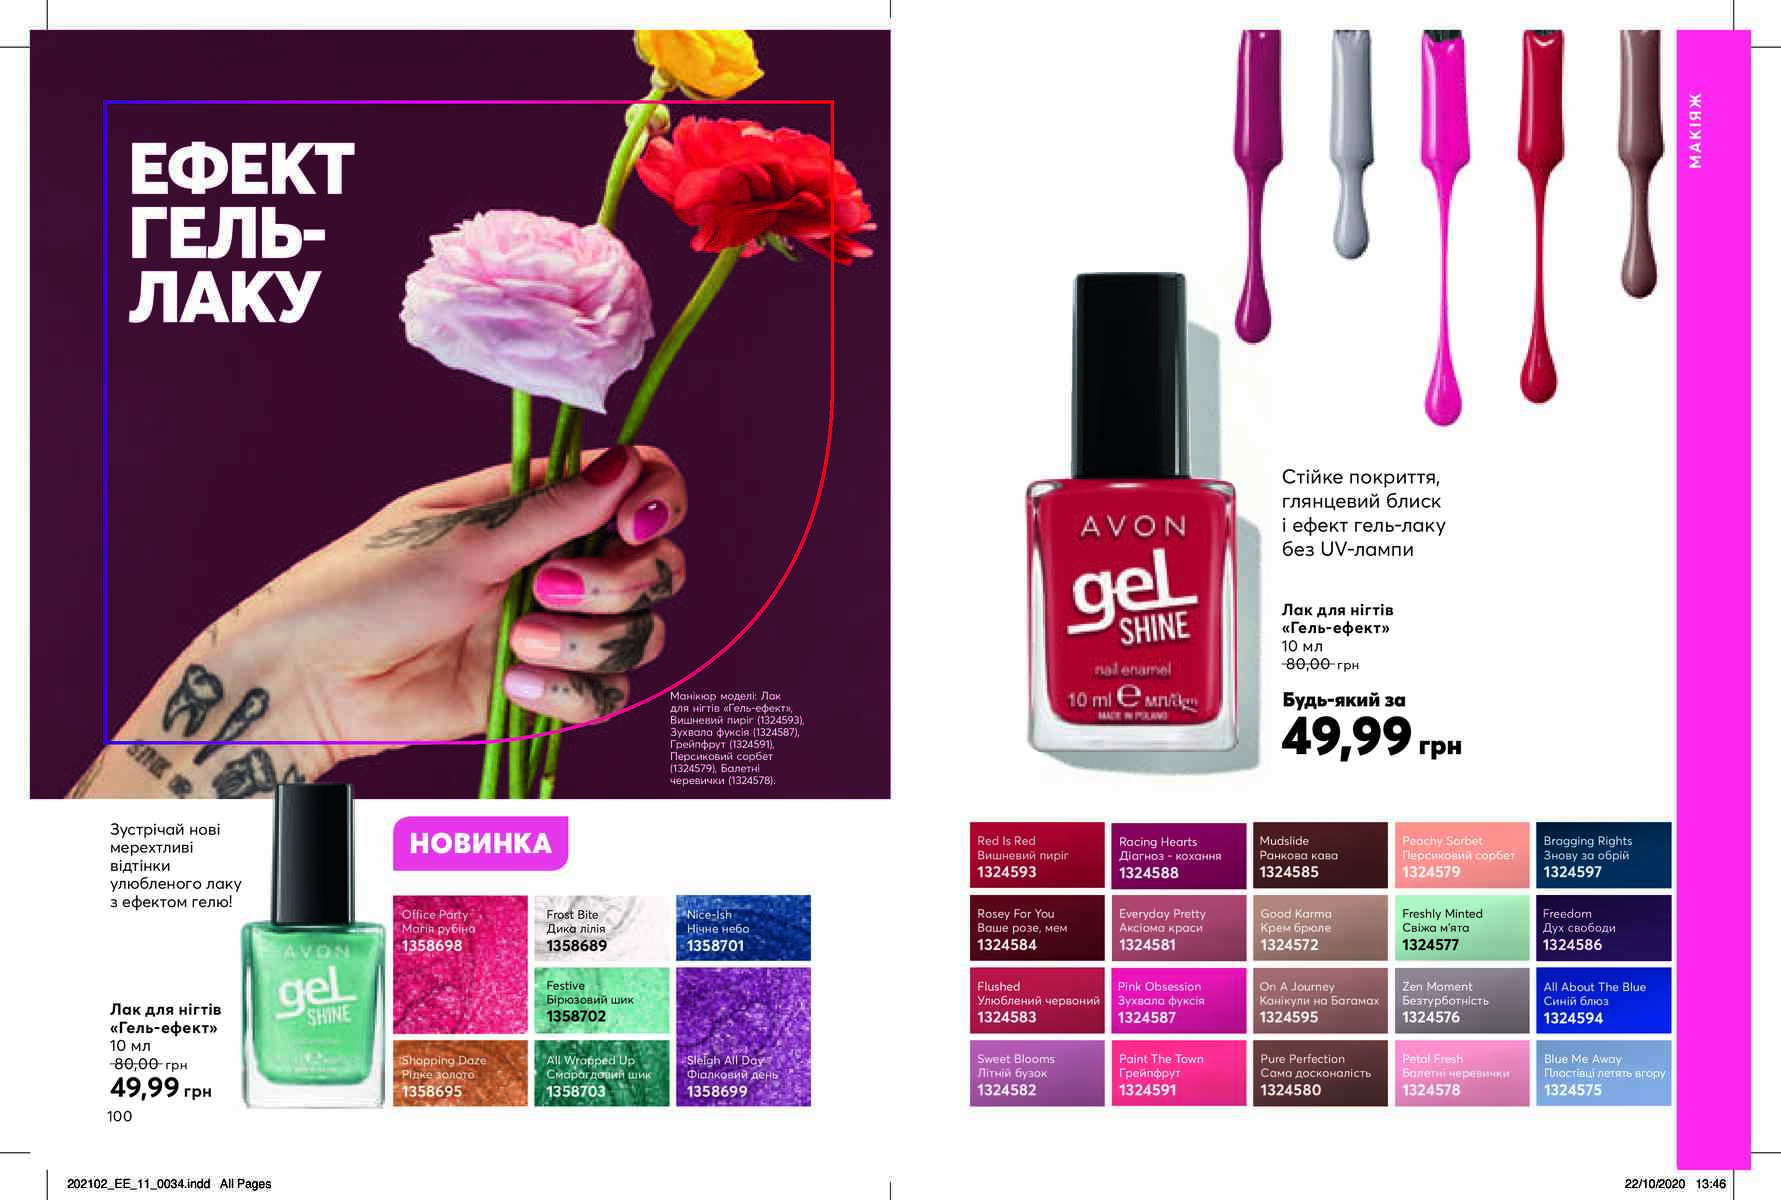 ЕФЕКТ
ГЕЛЬ-
ЛАКУ
Манікюр моделі: Лак
для нігтів «Гель-ефект»,
Вишневий пиріг (1324593),
Зухвала фуксія (1324587),
Грейпфрут (1324591),
Персиковий сорбет
(1324579), Балетні
черевички (1324578).
Зустрічай нові
мерехтливі
відтінки
улюбленого лаку
з ефектом гелю!
Лак для нігтів
«Гель-ефект»
10 мл
80,00 грн
49,99 грн
100
AVON
gel
SHINE
НОВИНКА
Office Party
Магія рубіна
1358698
Frost Bite
Дика лілія
1358689
Nice-Ish
Нічне небо
1358701
Festive
Бірюзовий шик
1358702
Shopping Daze
Рідке золото
1358695
All Wrapped Up
Смарагдовий шик
1358703
Sleigh All Day
Фіалковий день
1358699
МАКІЯЖ
AVON
gel
SHINE
nail enamel
10 ml e мл/
MADE IN POLAND
Стійке покриття,
глянцевий блиск
і ефект гель-лаку
без UV-лампи
Лак для нігтів
«Гель-ефект»
10 мл
80,00 грн
Будь-який за
49,99 грн
Red Is Red
Вишневий пиріг
1324593
Racing Hearts
Діагноз - кохання
1324588
Mudslide
Ранкова кава
1324585
Peachy Sorbet
Персиковий сорбет
1324579
Bragging Rights
Знову за обрій
1324597
Rosey For You
Ваше розе, мем
1324584
Everyday Pretty
Аксіома краси
1324581
Good Karma
Крем брюле
1324572
Freshly Minted
Свіжа м'ята
1324577
Freedom
Дух свободи
1324586
Flushed
Улюблений червоний
1324583
Pink Obsession
Зухвала фуксія
1324587
On A Journey
Канікули на Багамах
1324595
Zen Moment
Безтурботність
1324576
All About The Blue
Синій блюз
1324594
Sweet Blooms
Літній бузок
1324582
Paint The Town
Грейпфрут
1324591
Pure Perfection
Сама досконалість
1324580
Petal Fresh
Балетні черевички
1324578
Blue Me Away
Пластівці летять вгору
1324575
202102_EE_11_0034.indd All Pages
22/10/2020 13:46